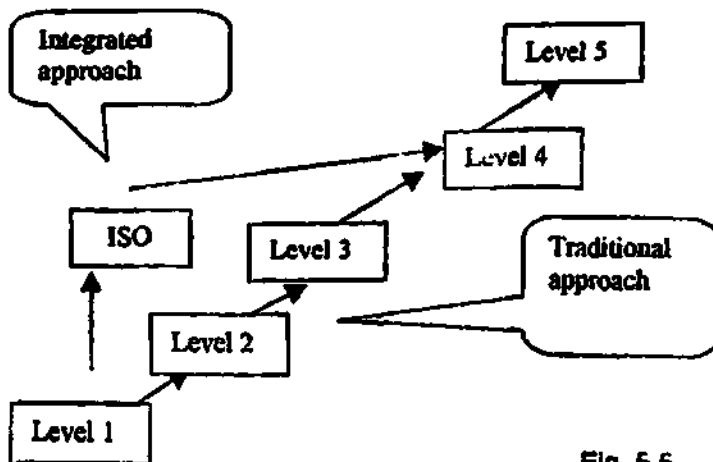 Integrated
approach
Level 5
Level 4
ISO
Level 3
Traditional
approach
Level 2
Level 1